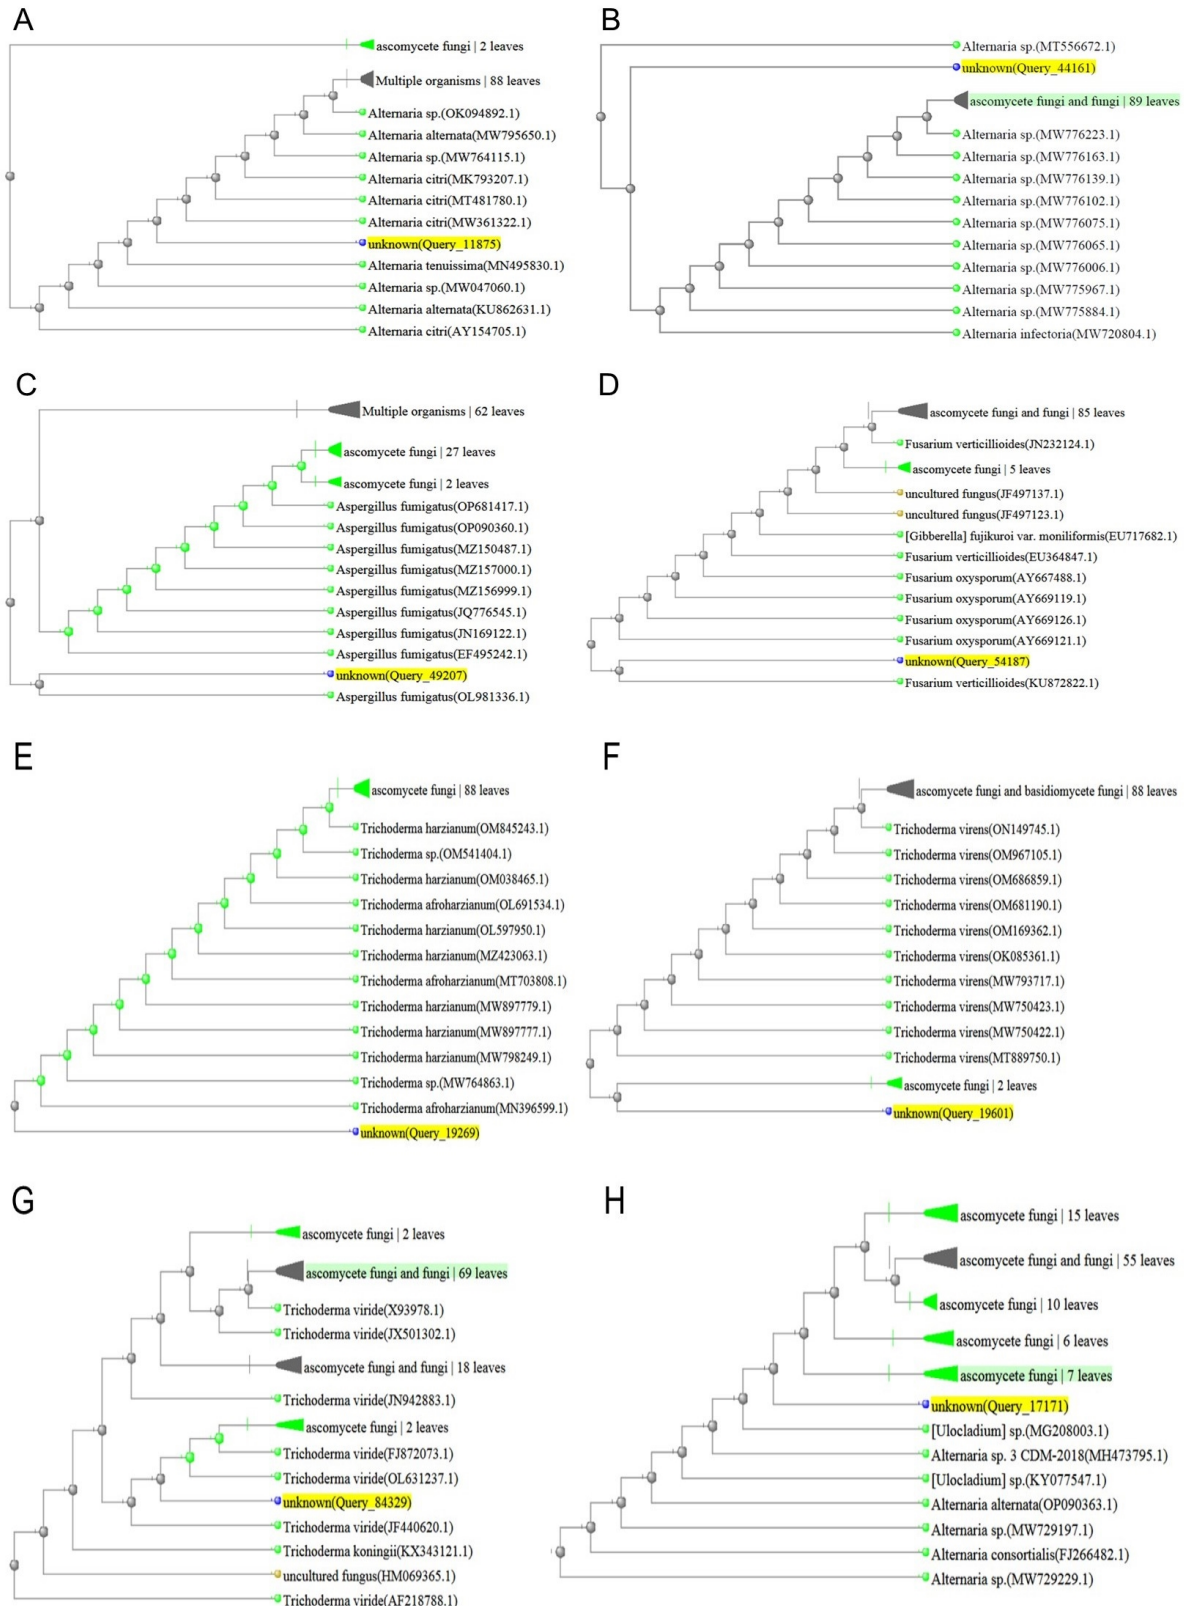 A
ascomycete fungi | 2 leaves
Multiple organisms | 88 leaves
Alternaria sp.(OK094892.1)
Alternaria alternata(MW795650.1)
Alternaria sp.(MW764115.1)
Alternaria citri(MK793207.1)
Alternaria citri(MT481780.1)
Alternaria citri(MW361322.1)
unknown(Query_11875)
Alternaria tenuissima(MN495830.1)
Alternaria sp.(MW047060.1)
Alternaria alternata(KU862631.1)
Alternaria citri(AY154705.1)
B
Alternaria sp.(MT556672.1)
unknown(Query_44161)
ascomycete fungi and fungi | 89 leaves
Alternaria sp.(MW776223.1)
Alternaria sp.(MW776163.1)
Alternaria sp.(MW776139.1)
Alternaria sp.(MW776102.1)
Alternaria sp.(MW776075.1)
Alternaria sp.(MW776065.1)
Alternaria sp.(MW776006.1)
Alternaria sp.(MW775967.1)
Alternaria sp.(MW775884.1)
Alternaria infectoria(MW720804.1)
C
Multiple organisms | 62 leaves
ascomycete fungi | 27 leaves
ascomycete fungi | 2 leaves
Aspergillus fumigatus(OP681417.1)
Aspergillus fumigatus(OP090360.1)
Aspergillus fumigatus(MZ150487.1)
Aspergillus fumigatus(MZ157000.1)
Aspergillus fumigatus(MZ156999.1)
Aspergillus fumigatus(JQ776545.1)
Aspergillus fumigatus(JN169122.1)
Aspergillus fumigatus(EF495242.1)
unknown(Query_49207)
Aspergillus fumigatus(OL981336.1)
D
ascomycete fungi and fungi | 85 leaves
Fusarium verticillioides(JN232124.1)
ascomycete fungi | 5 leaves
uncultured fungus(JF497137.1)
uncultured fungus(JF497123.1)
[Gibberella] fujikuroi var. moniliformis(EU717682.1)
Fusarium verticillioides(EU364847.1)
Fusarium oxysporum(AY667488.1)
Fusarium oxysporum(AY669119.1)
Fusarium oxysporum(AY669126.1)
Fusarium oxysporum(AY669121.1)
unknown(Query_54187)
Fusarium verticillioides(KU872822.1)
E
ascomycete fungi | 88 leaves
Trichoderma harzianum(OM845243.1)
Trichoderma sp.(OM541404.1)
Trichoderma harzianum(OM038465.1)
Trichoderma afroharzianum(OL691534.1)
Trichoderma harzianum(OL597950.1)
Trichoderma harzianum(MZ423063.1)
Trichoderma afroharzianum(MT703808.1)
Trichoderma harzianum(MW897779.1)
Trichoderma harzianum(MW897777.1)
Trichoderma harzianum(MW798249.1)
Trichoderma sp.(MW764863.1)
Trichoderma afroharzianum(MN396599.1)
unknown(Query_19269)
F
ascomycete fungi and basidiomycete fungi | 88 leaves
Trichoderma virens(ON149745.1)
Trichoderma virens(OM967105.1)
Trichoderma virens(OM686859.1)
Trichoderma virens(OM681190.1)
Trichoderma virens(OM169362.1)
Trichoderma virens(OK085361.1)
Trichoderma virens(MW793717.1)
Trichoderma virens(MW750423.1)
Trichoderma virens(MW750422.1)
Trichoderma virens(MT889750.1)
ascomycete fungi | 2 leaves
unknown(Query_19601)
G
ascomycete fungi | 2 leaves
ascomycete fungi and fungi | 69 leaves
Trichoderma viride(X93978.1)
Trichoderma viride(JX501302.1)
ascomycete fungi and fungi | 18 leaves
Trichoderma viride(JN942883.1)
ascomycete fungi | 2 leaves
Trichoderma viride(FJ872073.1)
Trichoderma viride(OL631237.1)
unknown(Query_84329)
Trichoderma viride(JF440620.1)
Trichoderma koningii(KX343121.1)
uncultured fungus(HM069365.1)
Trichoderma viride(AF218788.1)
H
ascomycete fungi | 15 leaves
ascomycete fungi and fungi | 55 leaves
ascomycete fungi | 10 leaves
ascomycete fungi | 6 leaves
ascomycete fungi | 7 leaves
unknown(Query_17171)
[Ulocladium] sp.(MG208003.1)
Alternaria sp. 3 CDM-2018(MH473795.1)
[Ulocladium] sp.(KY077547.1)
Alternaria alternata(OP090363.1)
Alternaria sp.(MW729197.1)
Alternaria consortialis(FJ266482.1)
Alternaria sp.(MW729229.1)